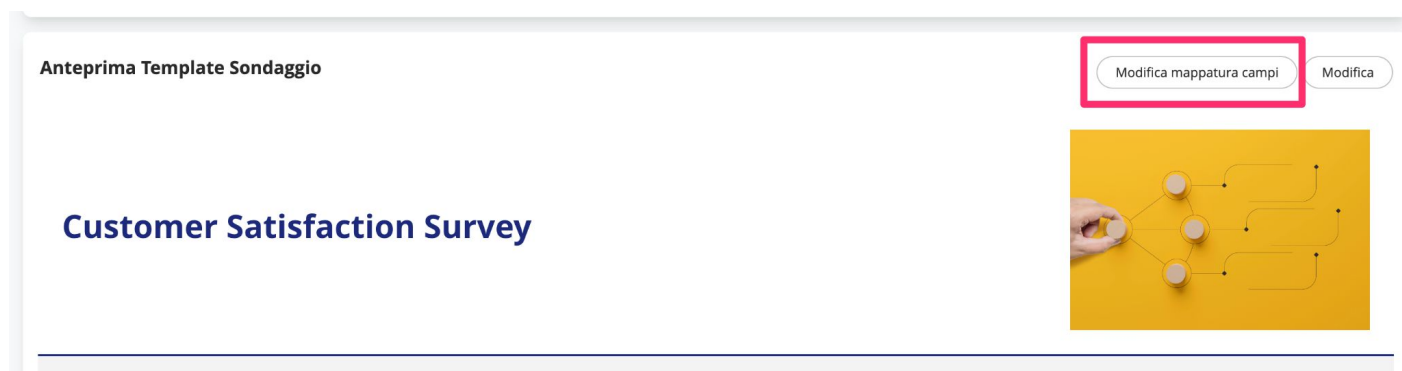 Anteprima Template Sondaggio
Modifica mappatura campi
Modifica
Customer Satisfaction Survey